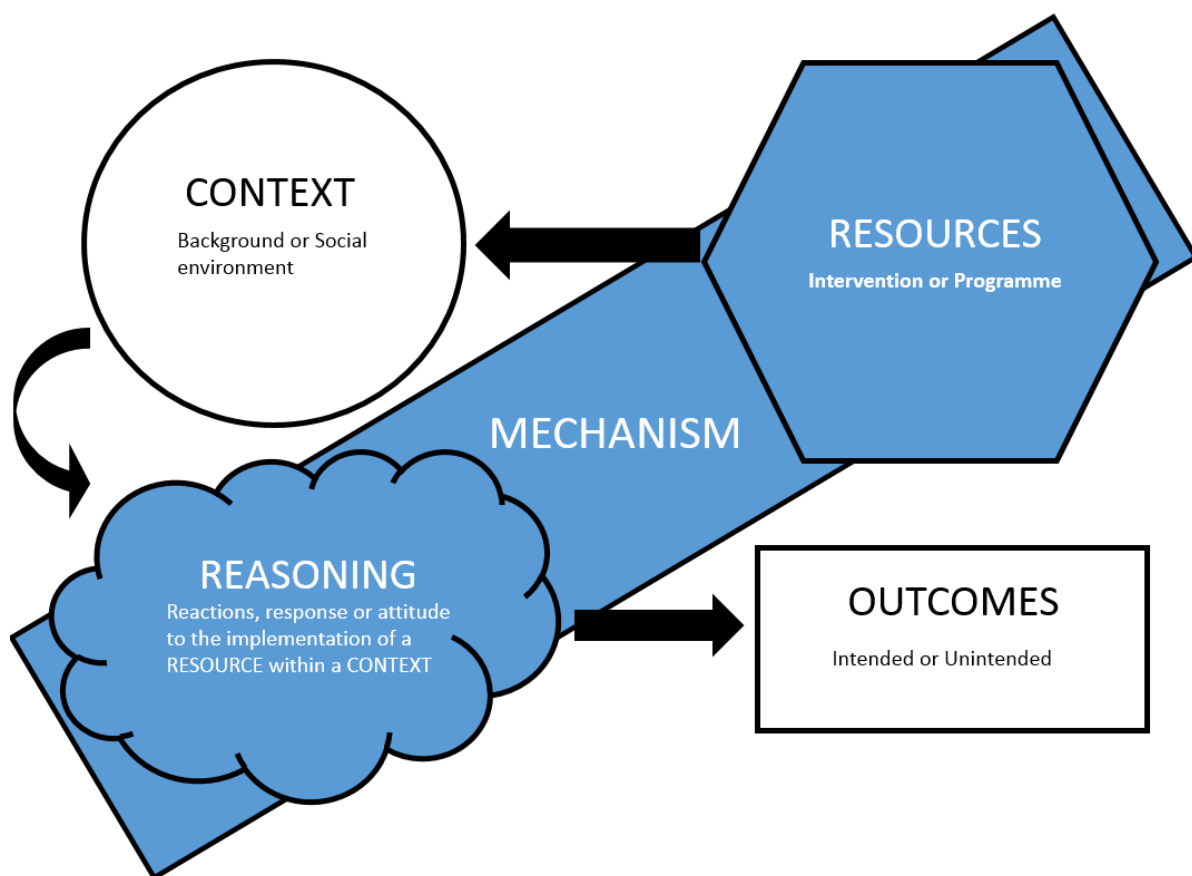 CONTEXT
Background or Social
environment
RESOURCES
Intervention or Programme
MECHANISM
REASONING
Reactions, response or attitude
to the implementation of a
RESOURCE within a CONTEXT
OUTCOMES
Intended or Unintended